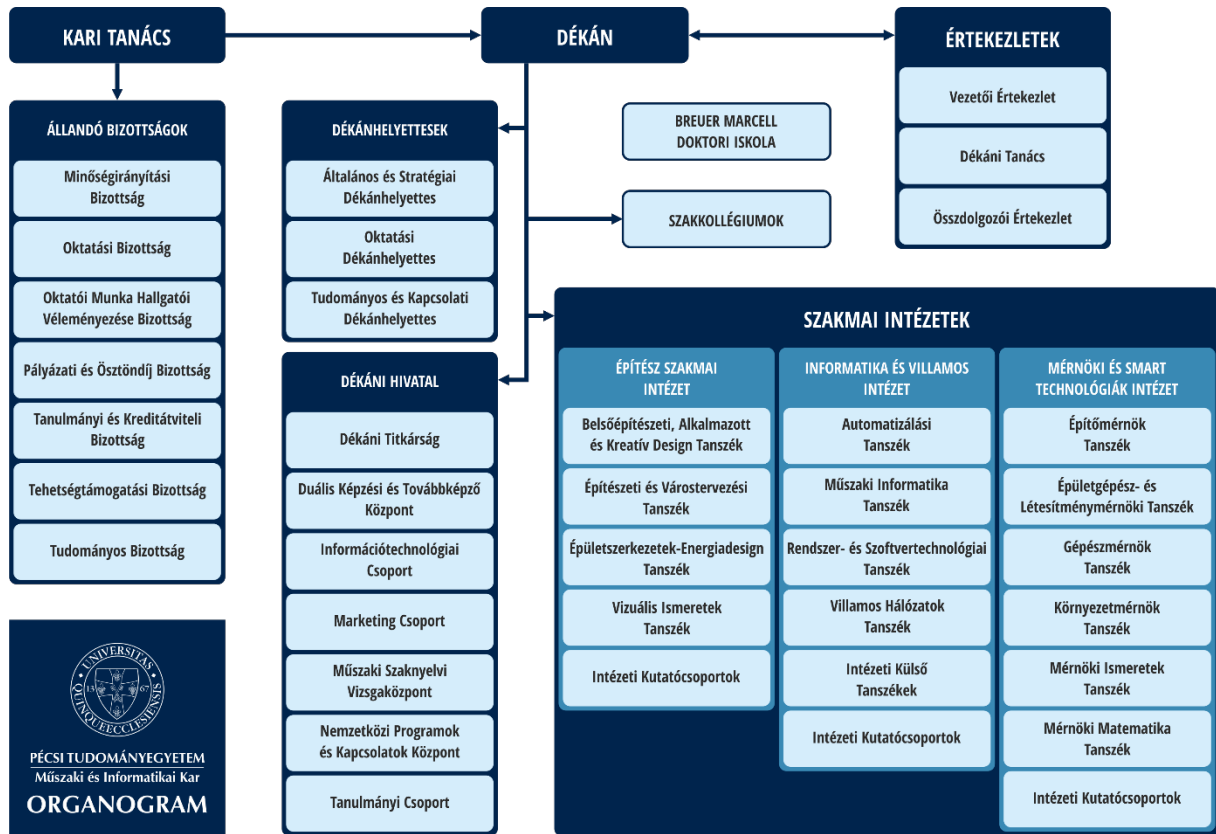 KARI TANÁCS
DÉKÁN
ÉRTEKEZLETEK
Vezetői Értekezlet
Dékáni Tanács
Összdolgozói Értekezlet
ÁLLANDÓ BIZOTTSÁGOK
Minőségirányítási
Bizottság
Oktatási Bizottság
Oktatói Munka Hallgatói
Véleményezése Bizottság
Pályázati és Ösztöndíj Bizottság
Tanulmányi és Kreditátviteli
Bizottság
Tehetségtámogatási Bizottság
Tudományos Bizottság
DÉKÁNHELYETTESEK
Általános és Stratégiai
Dékánhelyettes
Oktatási
Dékánhelyettes
Tudományos és Kapcsolati
Dékánhelyettes
BREUER MARCELL
DOKTORI ISKOLA
SZAKKOLLÉGIUMOK
DÉKÁNI HIVATAL
Dékáni Titkárság
Duális Képzési és Továbbképző
Központ
Információtechnológiai
Csoport
Marketing Csoport
Műszaki Szaknyelvi
Vizsgaközpont
Nemzetközi Programok
és Kapcsolatok Központ
Tanulmányi Csoport
SZAKMAI INTÉZETEK
ÉPÍTÉSZ SZAKMAI
INTÉZET
Belsőépítészeti, Alkalmazott
és Kreatív Design Tanszék
Építészeti és Várostervezési
Tanszék
Épületszerkezetek-Energiadesign
Tanszék
Vizuális Ismeretek
Tanszék
Intézeti Kutatócsoportok
INFORMATIKA ÉS VILLAMOS
INTÉZET
Automatizálási
Tanszék
Műszaki Informatika
Tanszék
Rendszer- és Szoftvertechnológiai
Tanszék
Villamos Hálózatok
Tanszék
Intézeti Külső
Tanszékek
Intézeti Kutatócsoportok
MÉRNÖKI ÉS SMART
TECHNOLÓGIÁK INTÉZET
Építőmérnök
Tanszék
Épületgépész- és
Létesítménymérnöki Tanszék
Gépészmérnök
Tanszék
Környezetmérnök
Tanszék
Mérnöki Ismeretek
Tanszék
Mérnöki Matematika
Tanszék
Intézeti Kutatócsoportok
UNIVERSITAS
QUINQUEECCLESIENSIS
13 67
PÉCSI TUDOMÁNYEGYETEM
Műszaki és Informatikai Kar
ORGANOGRAM